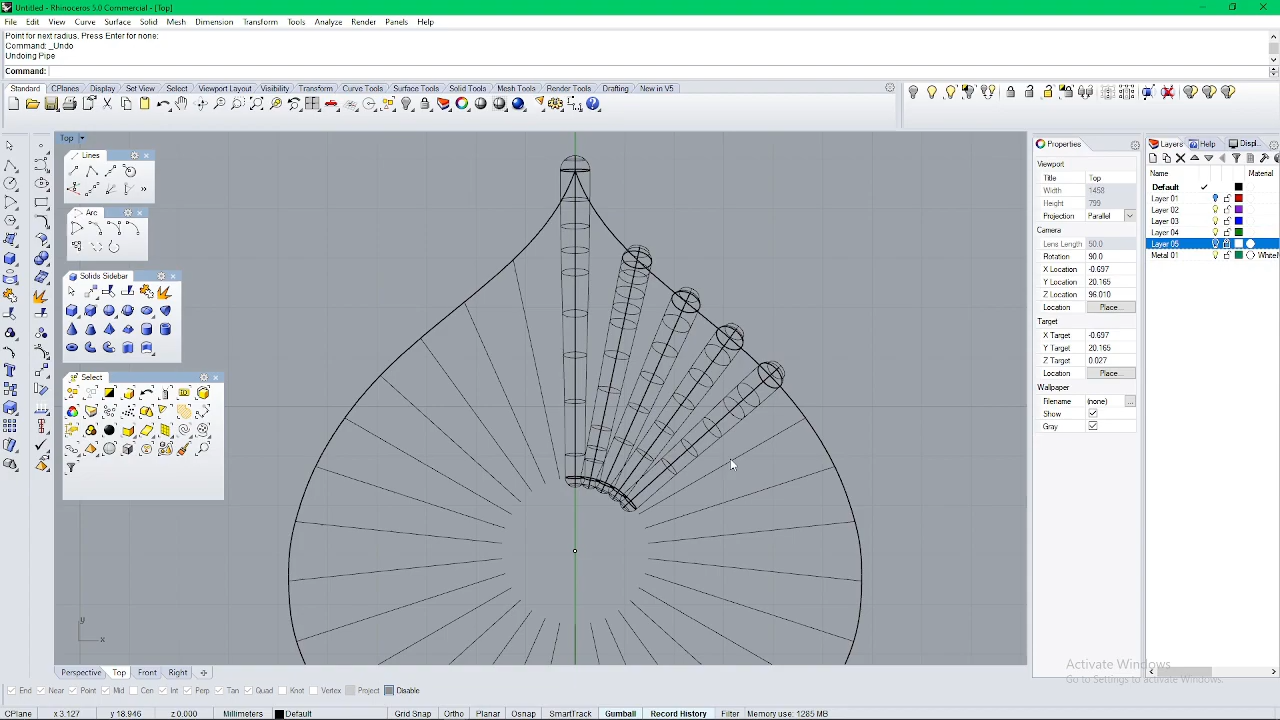 Untitled - Rhinoceros 5.0 Commercial - [Top]
File Edit View Curve Surface Solid Mesh Dimension Transform Tools Analyze Render Panels Help
Point for next radius. Press Enter for none:
Command: _Undo
Undoing Pipe
Command:
Standard CPlanes Display Set View Select Viewport Layout Visibility Transform Curve Tools Surface Tools Solid Tools Mesh Tools Render Tools Drafting New in V5
Top
Lines
Arc
Solids Sidebar
Select
Properties
Viewport
Title Top
Width 1458
Height 799
Projection Parallel
Camera
Lens Length 50.0
Rotation 90.0
X Location -0.697
Y Location 20.165
Z Location 96.010
Location Place...
Target
X Target -0.697
Y Target 20.165
Z Target 0.027
Location Place...
Wallpaper
Filename (none) ...
Show
Gray
Layers Help Displ...
Name Material
Default
Layer 01
Layer 02
Layer 03
Layer 04
Layer 05
Metal 01 White
y
x
Activate Windows
Go to Settings to activate Windows.
Perspective Top Front Right
End Near Point Mid Cen Int Perp Tan Quad Knot Vertex Project Disable
CPlane x 3.127 y 18.946 z 0.000 Millimeters Default Grid Snap Ortho Planar Osnap SmartTrack Gumball Record History Filter Memory use: 1285 MB